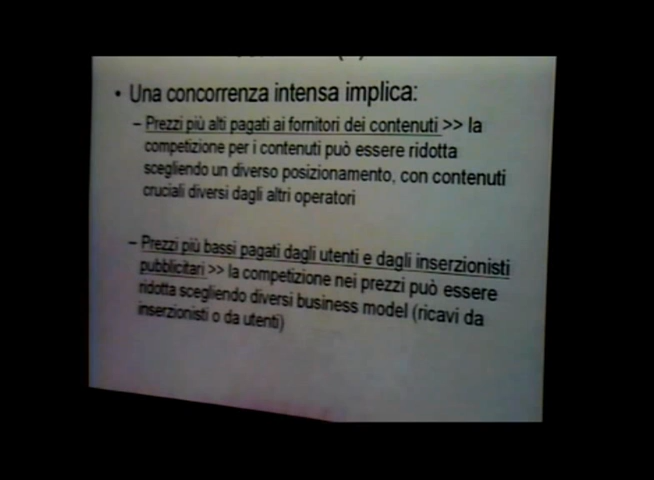 • Una concorrenza intensa implica:
– Prezzi più alti pagati ai fornitori dei contenuti >> la
competizione per i contenuti può essere ridotta
scegliendo un diverso posizionamento, con contenuti
cruciali diversi dagli altri operatori
– Prezzi più bassi pagati dagli utenti e dagli inserzionisti
pubblicitari >> la competizione nei prezzi può essere
ridotta scegliendo diversi business model (ricavi da
inserzionisti o da utenti)